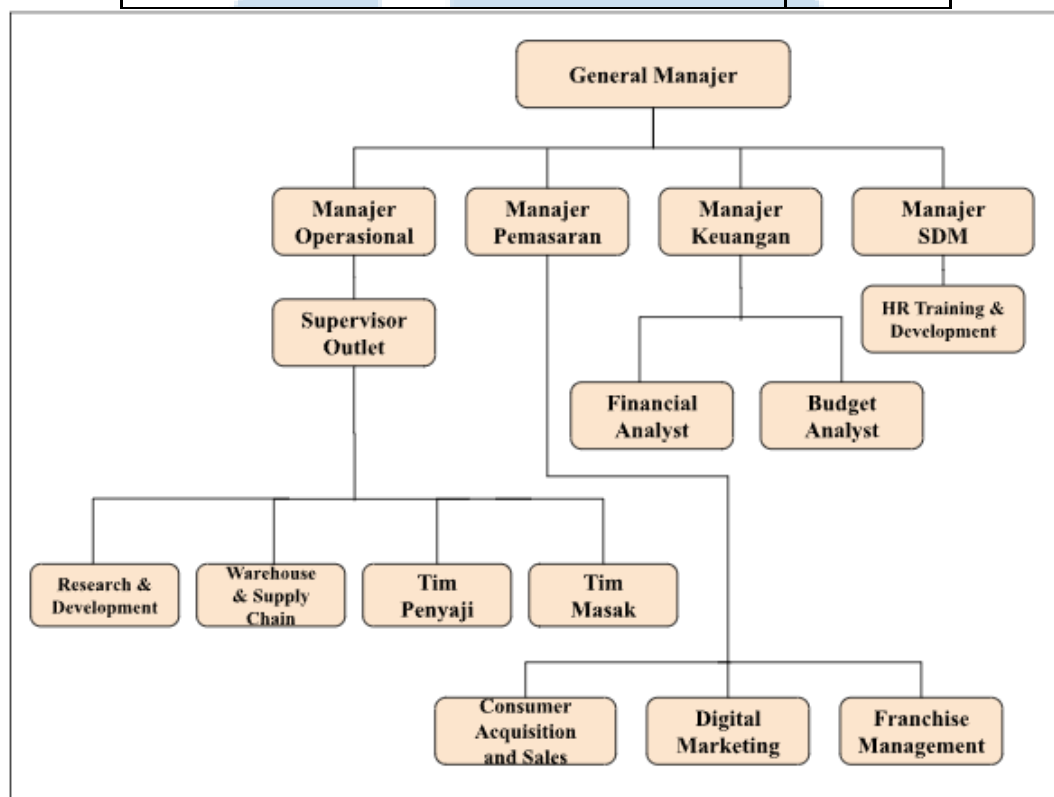 General Manajer
Manajer
Operasional
Manajer
Pemasaran
Manajer
Keuangan
Manajer
SDM
Supervisor
Outlet
HR Training &
Development
Financial
Analyst
Budget
Analyst
Research &
Development
Warehouse
& Supply
Chain
Tim
Penyaji
Tim
Masak
Consumer
Acquisition
and Sales
Digital
Marketing
Franchise
Management